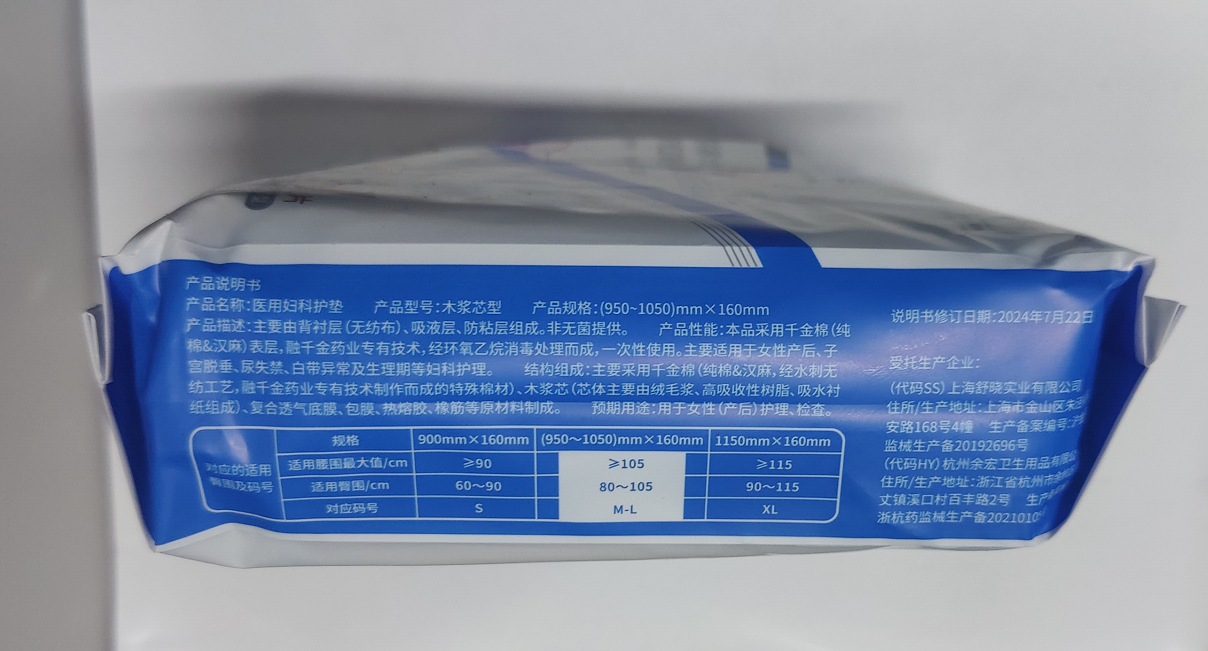 产品说明书
产品名称:医用妇科护垫 产品型号:木浆芯型 产品规格:(950~1050)mm×160mm
产品描述:主要由背衬层(无纺布)、吸液层、防粘层组成。非无菌提供。 产品性能:本品采用千金棉(纯
棉&汉麻)表层,融千金药业专有技术,经环氧乙烷消毒处理而成,一次性使用。主要适用于女性产后、子
宫脱垂、尿失禁、白带异常及生理期等妇科护理。 结构组成:主要采用千金棉(纯棉&汉麻,经水刺无
纺工艺,融千金药业专有技术制作而成的特殊棉材)、木浆芯(芯体主要由绒毛浆、高吸收性树脂、吸水衬
纸组成)、复合透气底膜、包膜、热熔胶、橡筋等原材料制成。 预期用途:用于女性(产后)护理、检查。
对应的适用
臀围及码号
规格 900mm×160mm (950~1050)mm×160mm 1150mm×160mm
适用腰围最大值/cm ≥90 ≥105 ≥115
适用臀围/cm 60~90 80~105 90~115
对应码号 S M-L XL
说明书修订日期:2024年7月22日
受托生产企业:
(代码SS)上海舒晓实业有限公司
住所/生产地址:上海市金山区朱
安路168号4幢 生产备案编号:
监械生产备20192696号
(代码HY)杭州余宏卫生用品有限公
住所/生产地址:浙江省杭州市
丈镇溪口村百丰路2号 生产
浙杭药监械生产备2021010